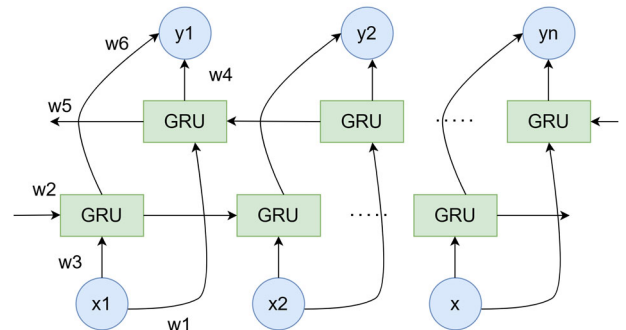 y1
y2
yn
w6
w4
w5
GRU
GRU
.....
GRU
w2
GRU
GRU
.....
GRU
w3
x1
x2
x
w1